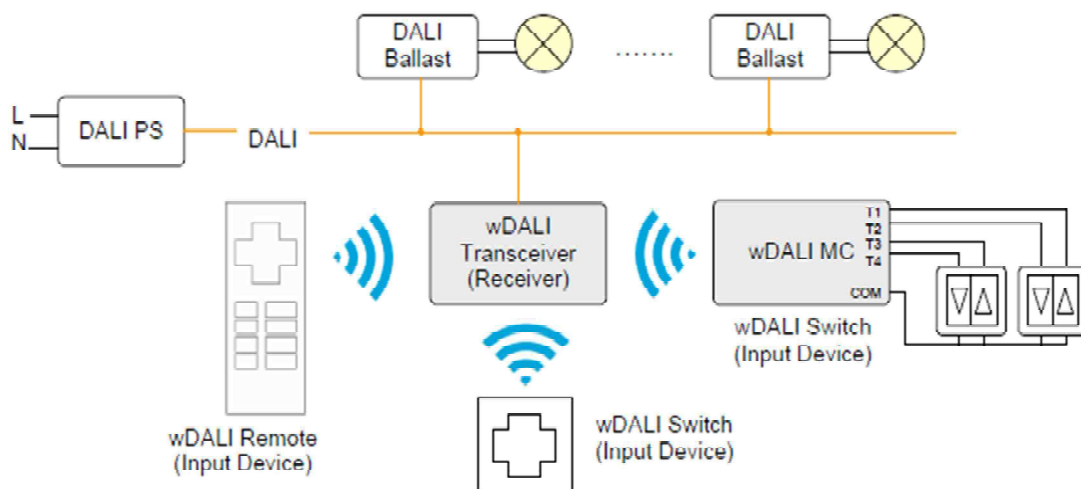 DALI
Ballast
.......
DALI
Ballast
L
N
DALI PS
DALI
wDALI
Transceiver
(Receiver)
wDALI MC
T1
T2
T3
T4
COM
wDALI Switch
(Input Device)
wDALI Remote
(Input Device)
wDALI Switch
(Input Device)